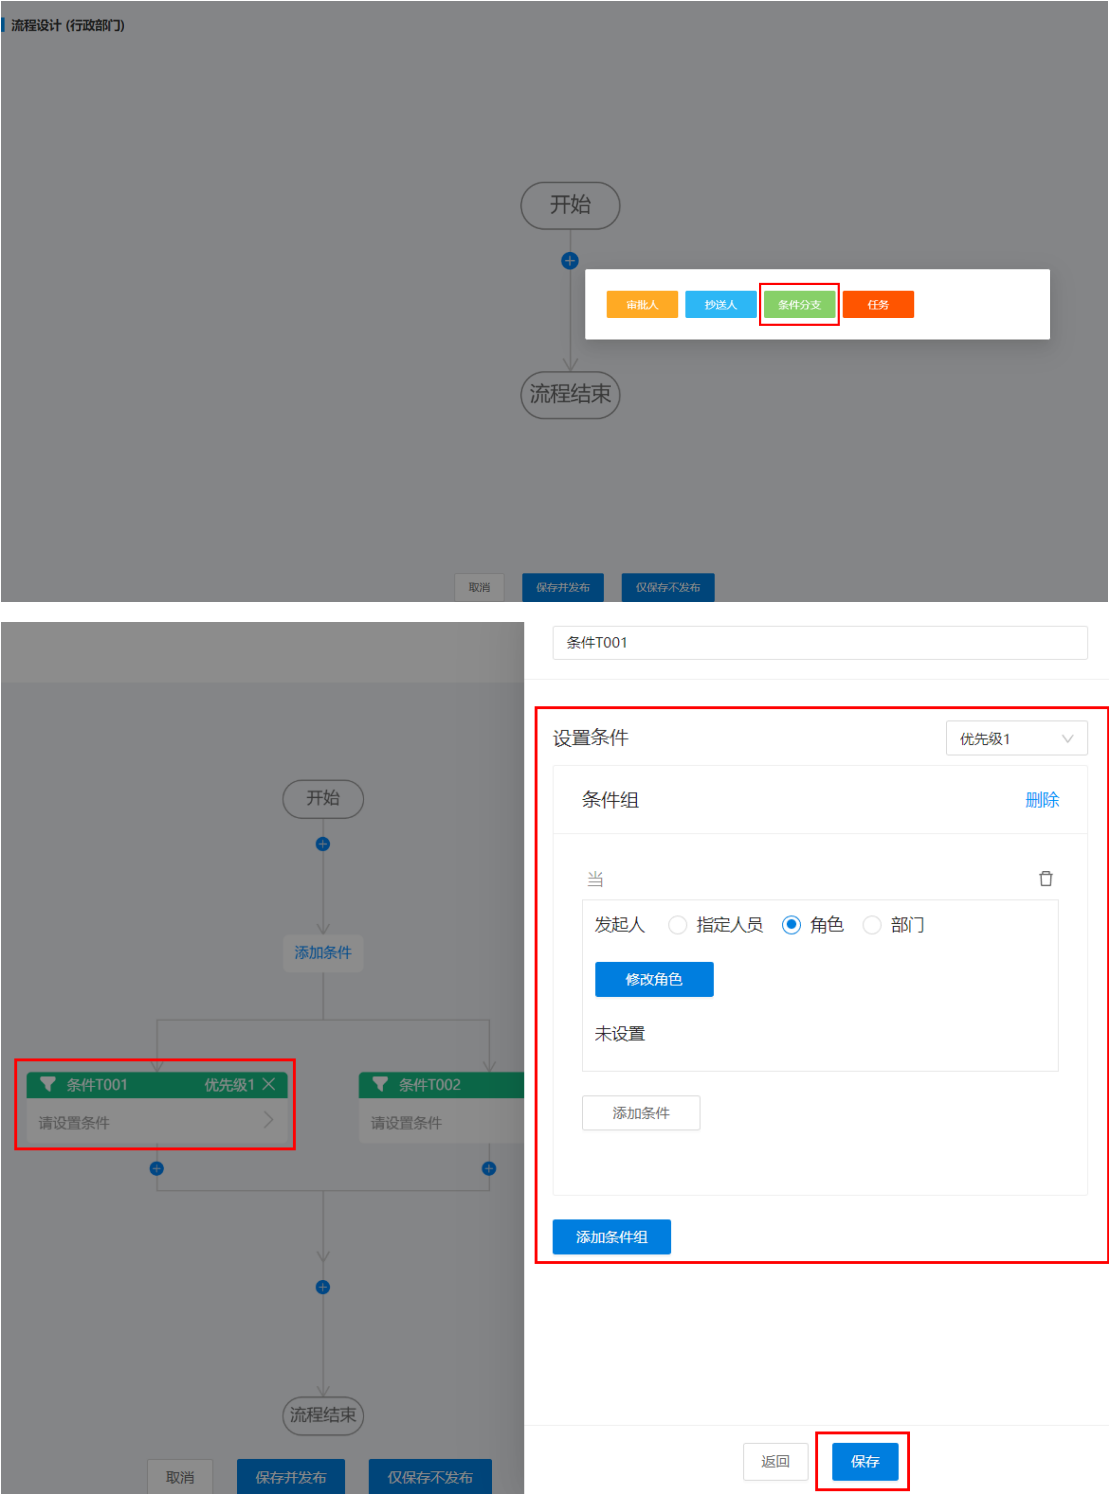 流程设计 (行政部门)
开始
审批人 抄送人 条件分支 任务
流程结束
取消 保存并发布 仅保存不发布
开始
添加条件
条件T001 优先级1
请设置条件
条件T002
请设置条件
流程结束
取消 保存并发布 仅保存不发布
条件T001
设置条件 优先级1
条件组 删除
当
发起人 指定人员 角色 部门
修改角色
未设置
添加条件
添加条件组
返回 保存